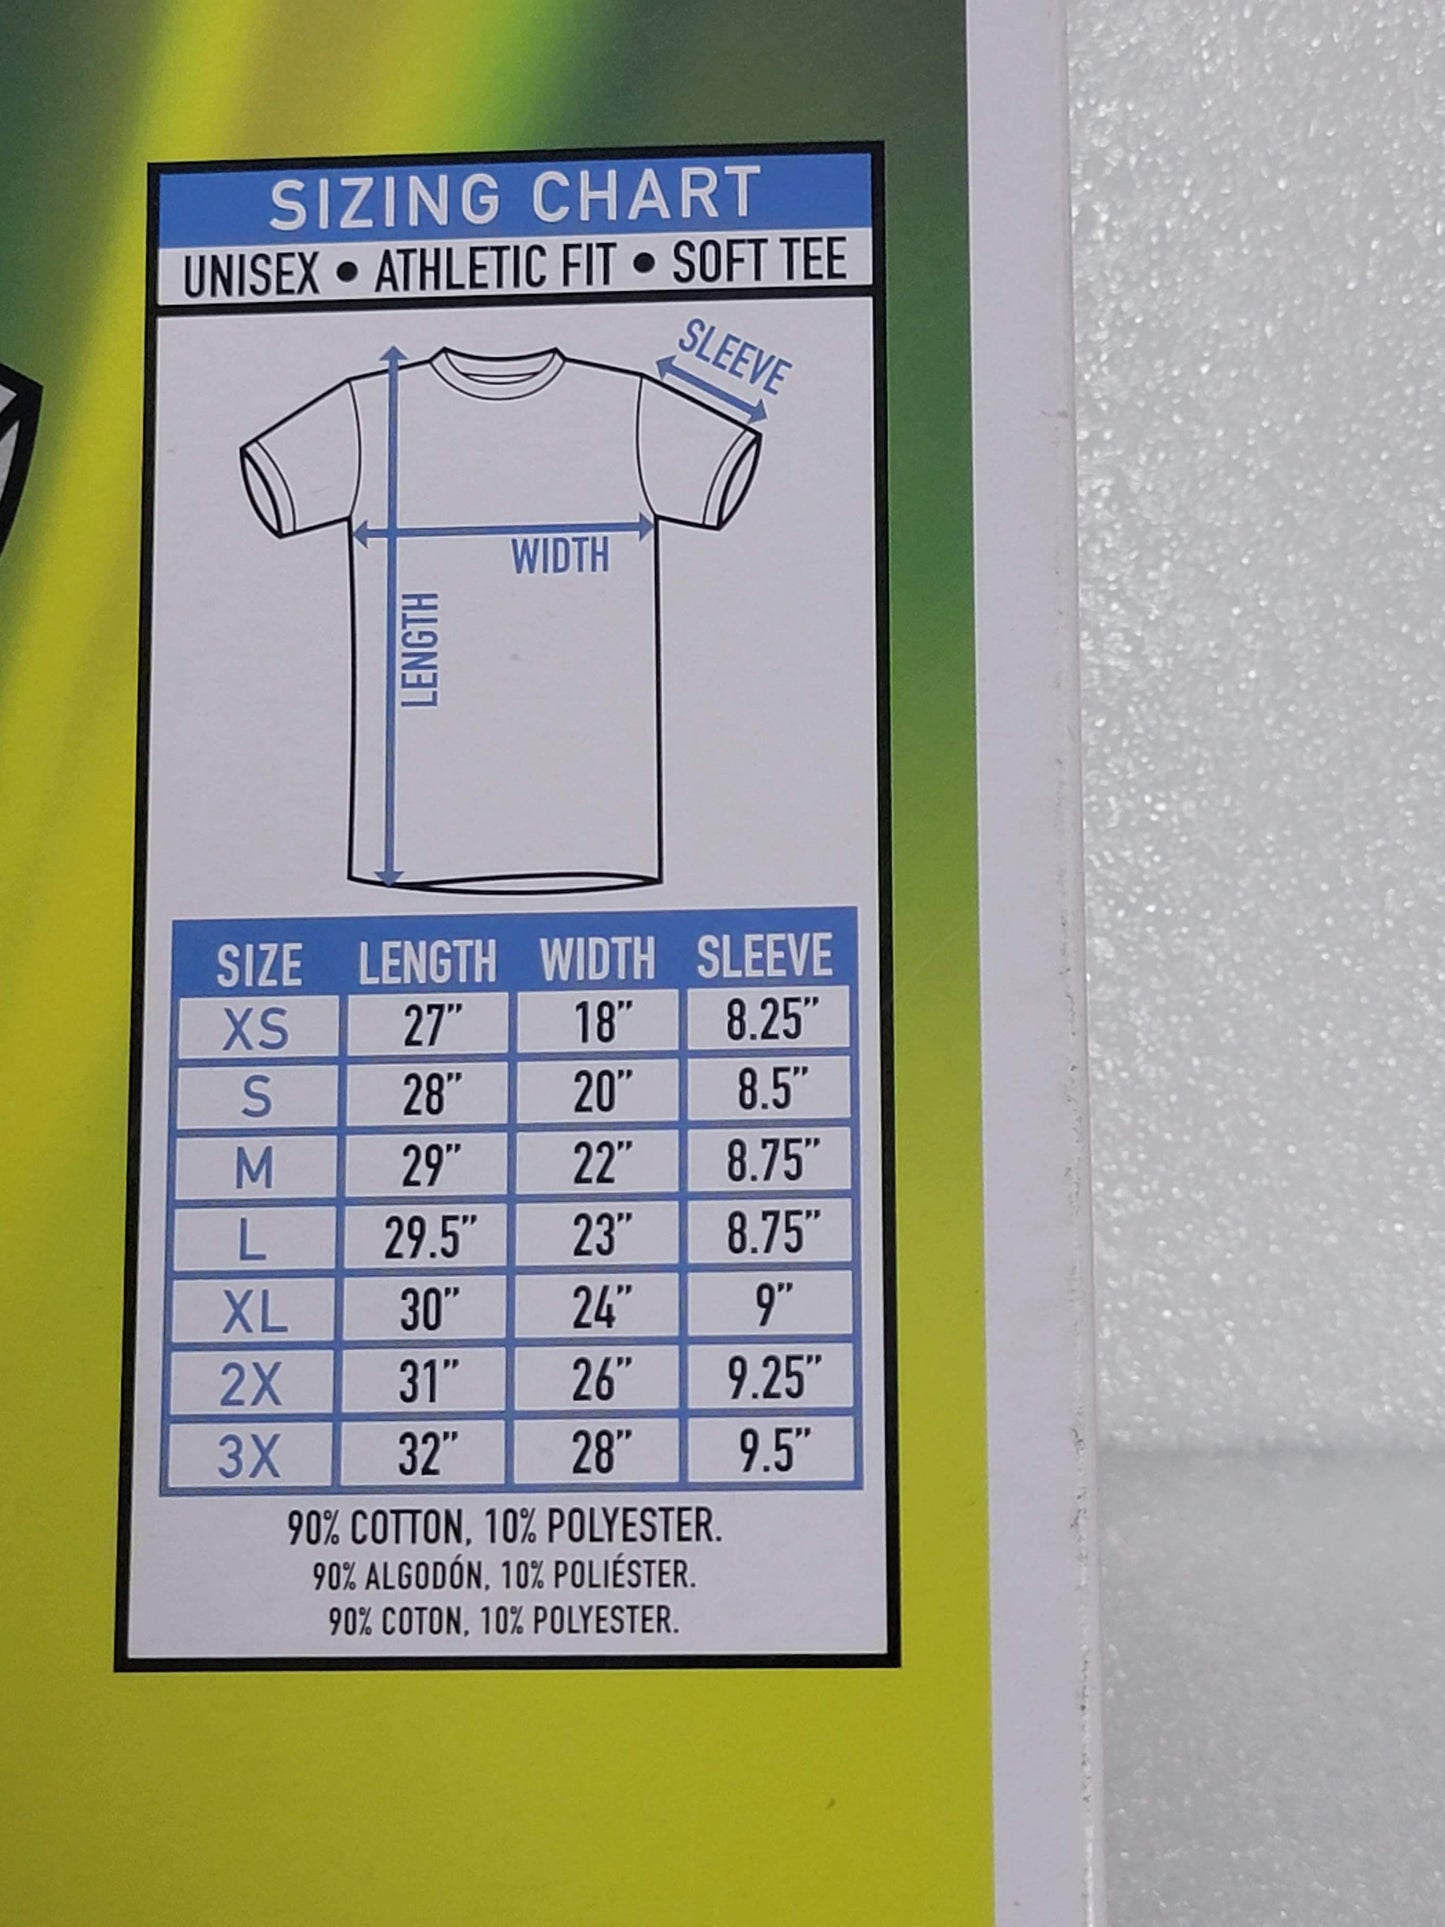 SIZING CHART
UNISEX • ATHLETIC FIT • SOFT TEE
SLEEVE
WIDTH
LENGTH
SIZE LENGTH WIDTH SLEEVE
XS 27” 18” 8.25”
S 28” 20” 8.5”
M 29” 22” 8.75”
L 29.5” 23” 8.75”
XL 30” 24” 9”
2X 31” 26” 9.25”
3X 32” 28” 9.5”
90% COTTON, 10% POLYESTER.
90% ALGODÓN, 10% POLIÉSTER.
90% COTON, 10% POLYESTER.